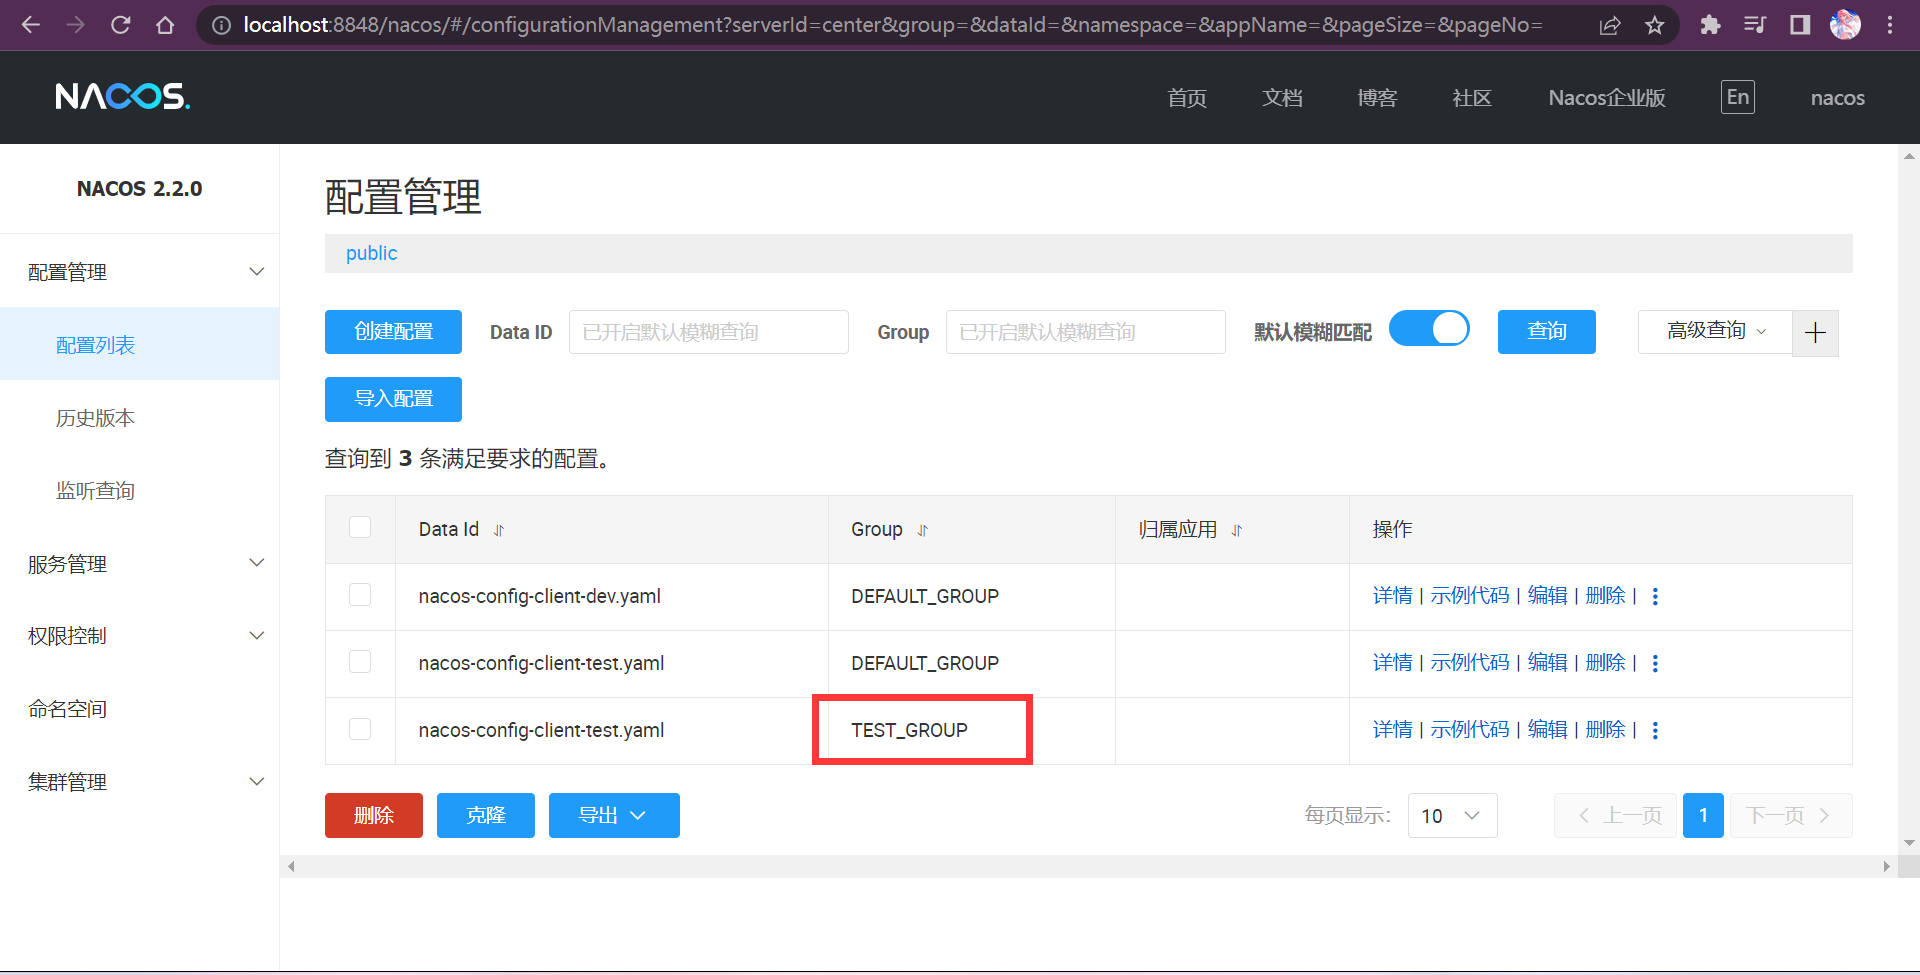 localhost:8848/nacos/#/configurationManagement?serverId=center&group=&dataId=&namespace=&appName=&pageSize=&pageNo=
NACOS.
首页 文档 博客 社区 Nacos企业版 En nacos
NACOS 2.2.0
配置管理
配置列表
历史版本
监听查询
服务管理
权限控制
命名空间
集群管理
配置管理
public
创建配置 Data ID 已开启默认模糊查询 Group 已开启默认模糊查询 默认模糊匹配 查询 高级查询
导入配置
查询到 3 条满足要求的配置。
Data Id Group 归属应用 操作
nacos-config-client-dev.yaml DEFAULT_GROUP 详情 | 示例代码 | 编辑 | 删除 |
nacos-config-client-test.yaml DEFAULT_GROUP 详情 | 示例代码 | 编辑 | 删除 |
nacos-config-client-test.yaml TEST_GROUP 详情 | 示例代码 | 编辑 | 删除 |
删除 克隆 导出 每页显示: 10 上一页 1 下一页